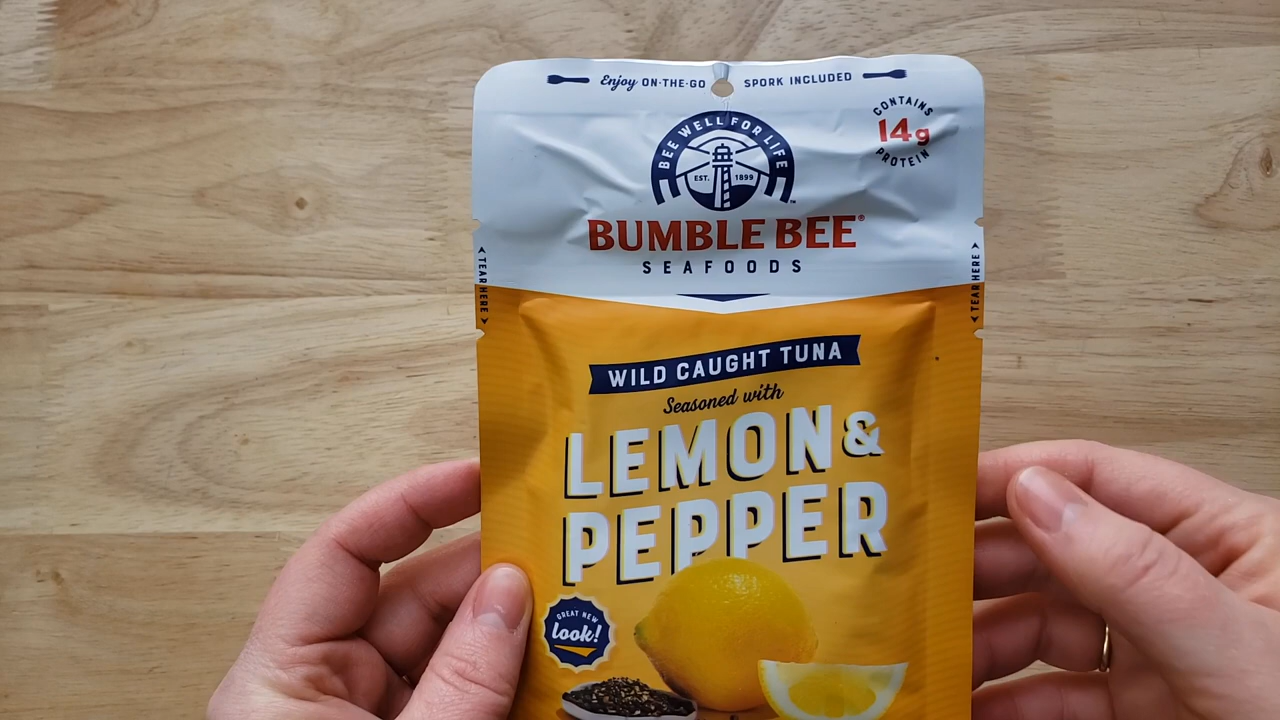 Enjoy ON-THE-GO SPORK INCLUDED
CONTAINS
14g
PROTEIN
BEE WELL FOR LIFE
EST. 1899
™
BUMBLE BEE®
SEAFOODS
< TEAR HERE >
< TEAR HERE >
WILD CAUGHT TUNA
Seasoned with
LEMON &
PEPPER
GREAT NEW
look!